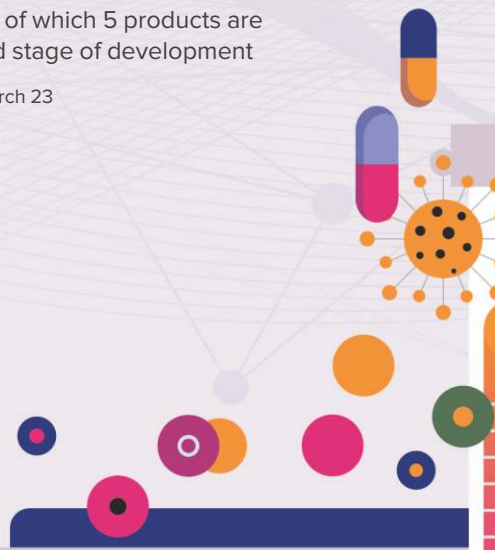 of which 5 products are
d stage of development
rch 23